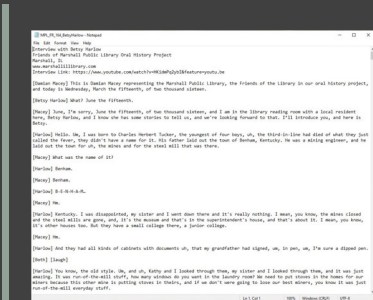 MPL_FR_104_BetsyHarlow - Notepad
File Edit Format View Help
Interview with Betsy Harlow
Friends of Marshall Public Library Oral History Project
Marshall, IL
www.marshallillibrary.com
Interview Link: https://www.youtube.com/watch?v=
[Damian Macey] This is Damian Macey representing the Marshall Public Library, the Friends of the Library in our oral history project,
and today is Wednesday, March the fifteenth, of two thousand sixteen.
[Betsy Harlow] What? June the fifteenth.
[Macey] June, I'm sorry, June the fifteenth, of two thousand sixteen, and I am in the library reading room with a local resident
here, Betsy Harlow, and I know she has some stories to tell us, and we're looking forward to that. I'll introduce you, and here is
Betsy.
[Harlow] Hello. Um, I was born to Charles Herbert Tucker, the youngest of four boys, uh, the third-in-line had died of what they just
called the fever, they didn't have a name for it. His father laid out the town of Benham, Kentucky. He was a mining engineer, and he
laid out the town for uh, the mines and for the steel mill that was there.
[Macey] What was the name of it?
[Harlow] Benham.
[Macey] Benham.
[Harlow] B-E-N-H-A-M.
[Macey] Hm.
[Harlow] Kentucky. I was disappointed, my sister and I went down there and it's really nothing. I mean, you know, the mines closed
and the steel mills are gone, and, it's the museum and that's in the superintendent's house, and that's about it. I mean, you know,
it's other houses too. But they have a small college there, a junior college.
[Macey] Hm.
[Harlow] And they had all kinds of cabinets with documents uh, that my grandfather had signed, um, in pen, um, I'm sure a dipped pen.
[Both] [laugh]
[Harlow] You know, the old style. Um, and uh, Kathy and I looked through them, my sister and I looked through them, and it was just
amazing. It was run-of-the-mill stuff, how many windows do you want in the laundry room? We need to put stoves in the homes for our
miners because this other mine is putting stoves in theirs, and if we don't were going to lose our best miners, you know it was just
run-of-the-mill everyday stuff.
Ln 1, Col 1 100% Windows (CRLF) UTF-8